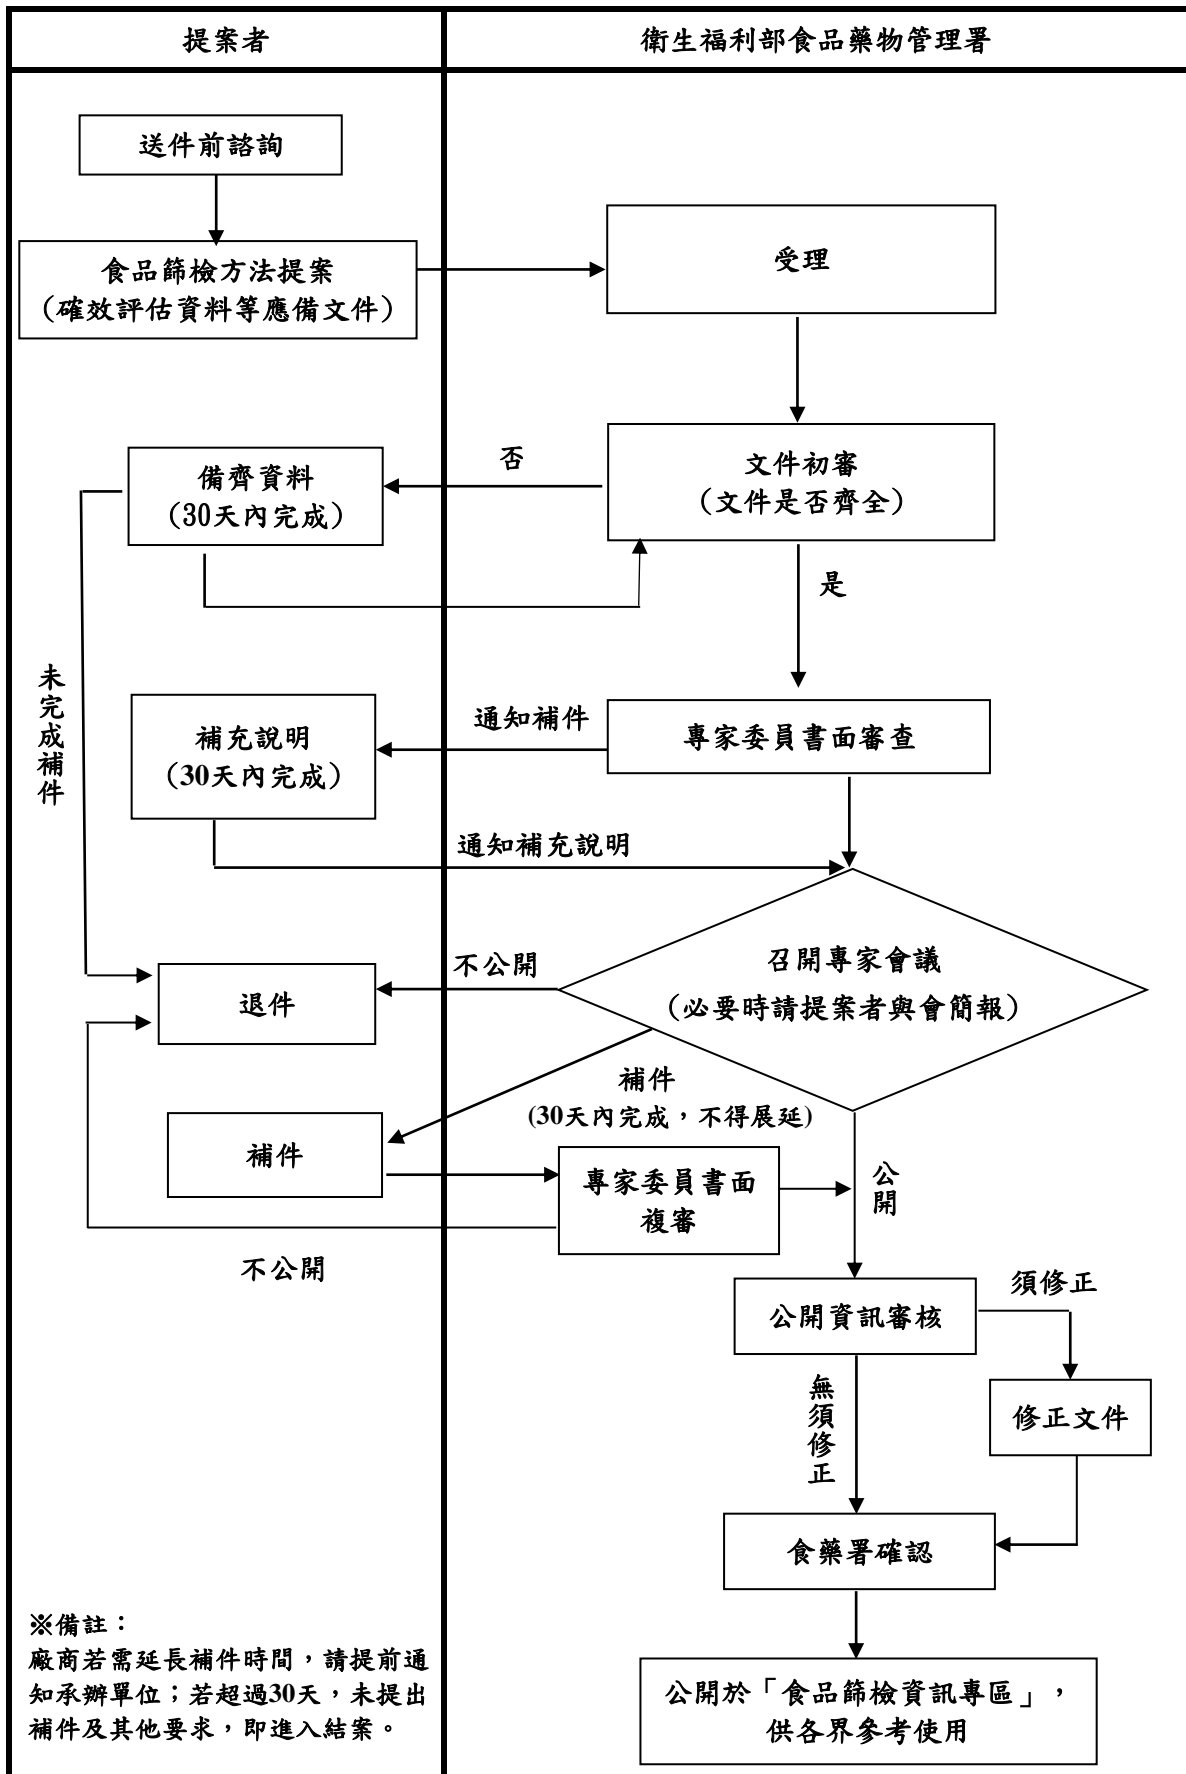 提案者
衛生福利部食品藥物管理署
送件前諮詢
食品篩檢方法提案
（確效評估資料等應備文件）
受理
文件初審
（文件是否齊全）
否
備齊資料
（30天內完成）
是
未完成補件
專家委員書面審查
通知補件
補充說明
（30天內完成）
通知補充說明
召開專家會議
（必要時請提案者與會簡報）
不公開
退件
補件
(30天內完成，不得展延)
補件
專家委員書面
複審
公開
不公開
公開資訊審核
須修正
修正文件
無須修正
食藥署確認
公開於「食品篩檢資訊專區」，
供各界參考使用
※備註：
廠商若需延長補件時間，請提前通
知承辦單位；若超過30天，未提出
補件及其他要求，即進入結案。